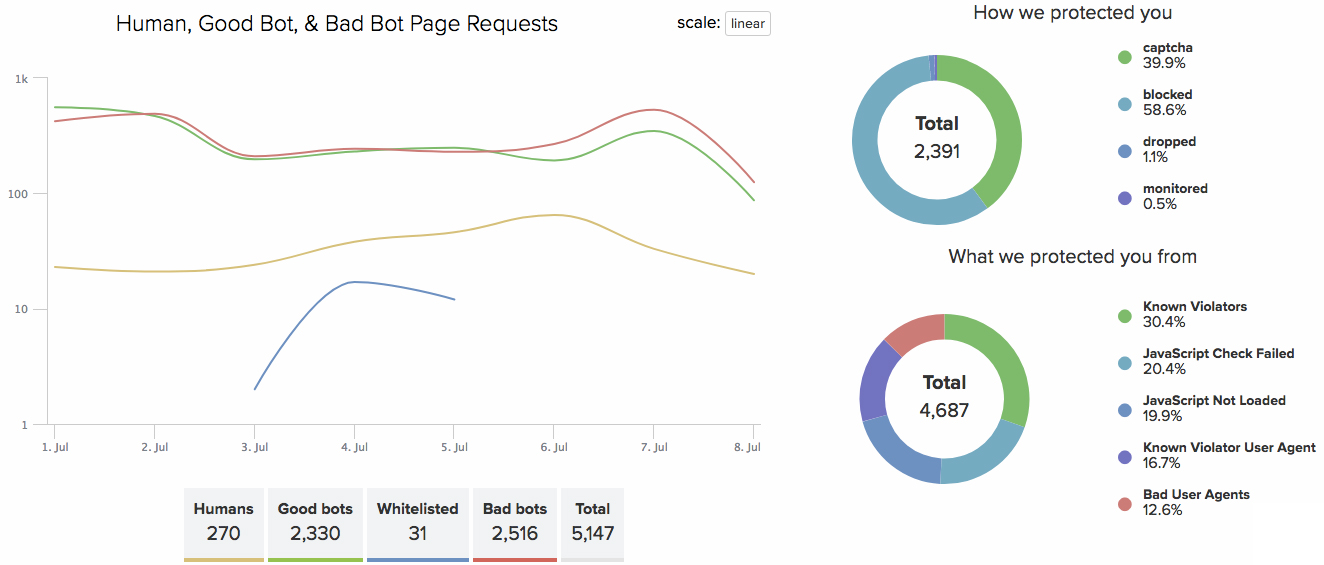 Human, Good Bot, & Bad Bot Page Requests
scale: linear
1k
100
10
1
1. Jul 2. Jul 3. Jul 4. Jul 5. Jul 6. Jul 7. Jul 8. Jul
Humans Good bots Whitelisted Bad bots Total
270 2,330 31 2,516 5,147
How we protected you
Total
2,391
captcha
39.9%
blocked
58.6%
dropped
1.1%
monitored
0.5%
What we protected you from
Total
4,687
Known Violators
30.4%
JavaScript Check Failed
20.4%
JavaScript Not Loaded
19.9%
Known Violator User Agent
16.7%
Bad User Agents
12.6%